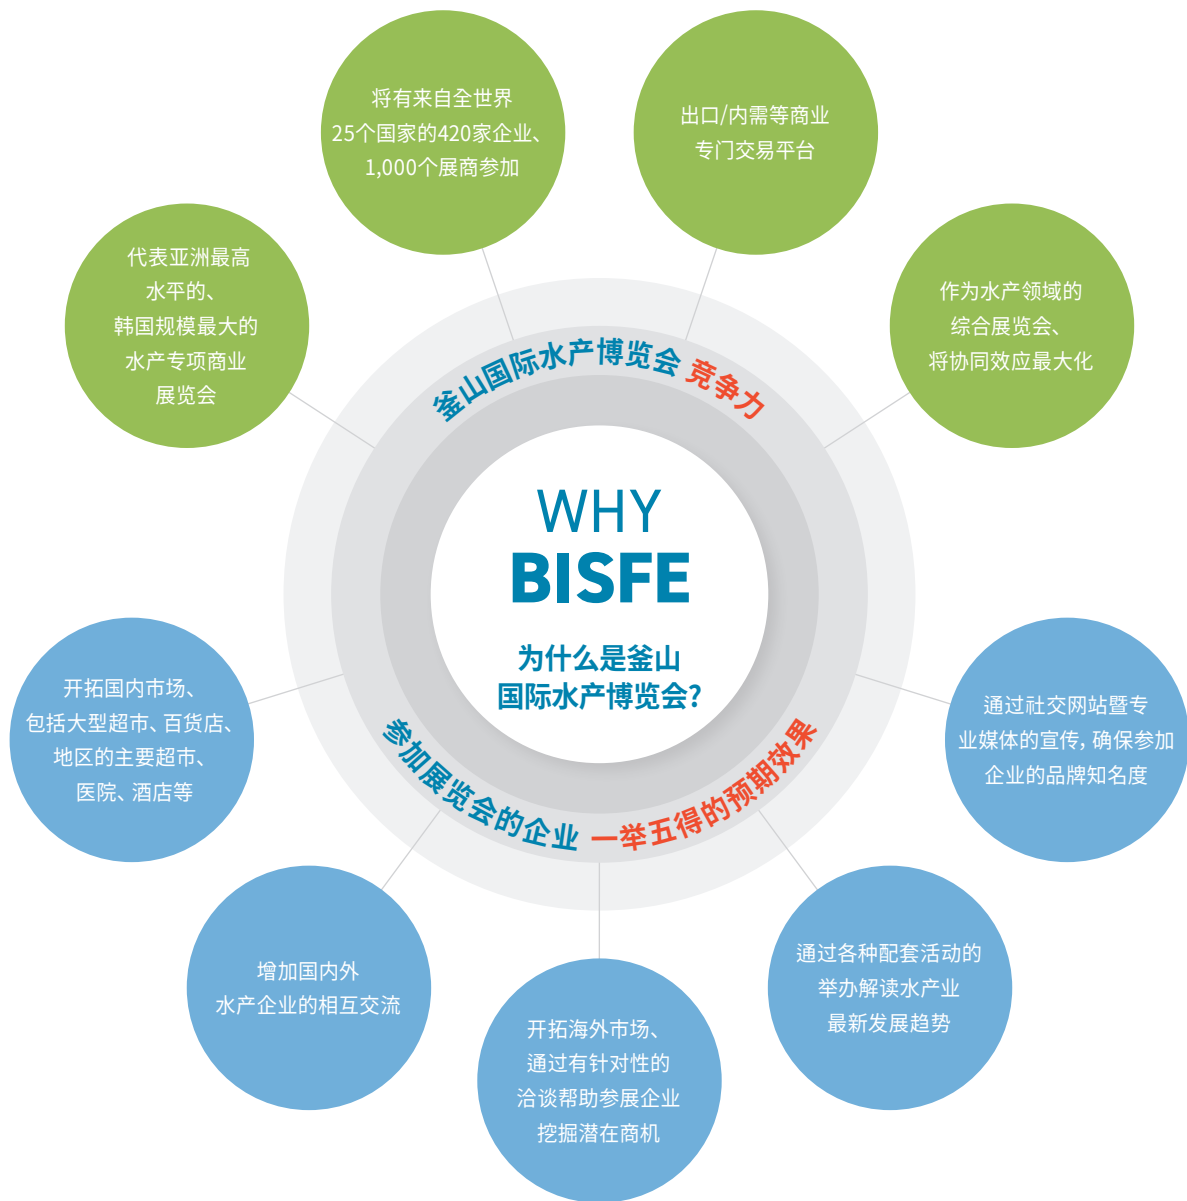 将有来自全世界
25个国家的420家企业、
1,000个展商参加
出口/内需等商业
专门交易平台
代表亚洲最高
水平的、
韩国规模最大的
水产专项商业
展览会
作为水产领域的
综合展览会、
将协同效应最大化
釜山国际水产博览会 竞争力
WHY
BISFE
为什么是釜山
国际水产博览会?
参加展览会的企业 一举五得的预期效果
开拓国内市场、
包括大型超市、百货店、
地区的主要超市、
医院、酒店等
通过社交网站暨专
业媒体的宣传, 确保参加
企业的品牌知名度
增加国内外
水产企业的相互交流
开拓海外市场、
通过有针对性的
洽谈帮助参展企业
挖掘潜在商机
通过各种配套活动的
举办解读水产业
最新发展趋势